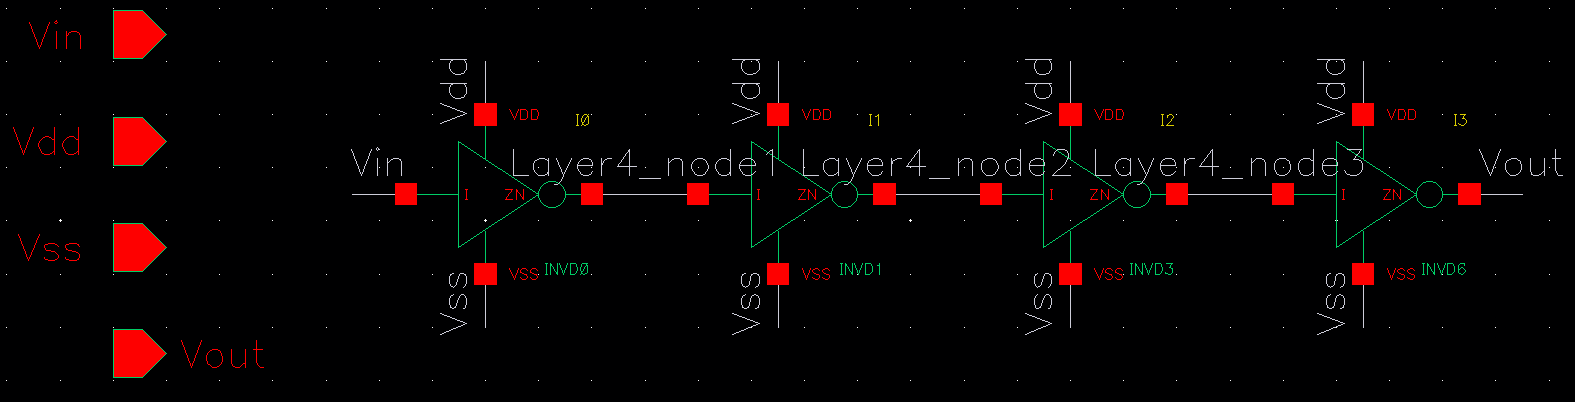 Vin
Vdd
Vss
Vout
Vdd VDD I0
Vdd VDD I1
Vdd VDD I2
Vdd VDD I3
Vin Layer4_node1 Layer4_node2 Layer4_node3 Vout
I ZN I ZN I ZN I ZN
Vss VSS INVD0
Vss VSS INVD1
Vss VSS INVD3
Vss VSS INVD6